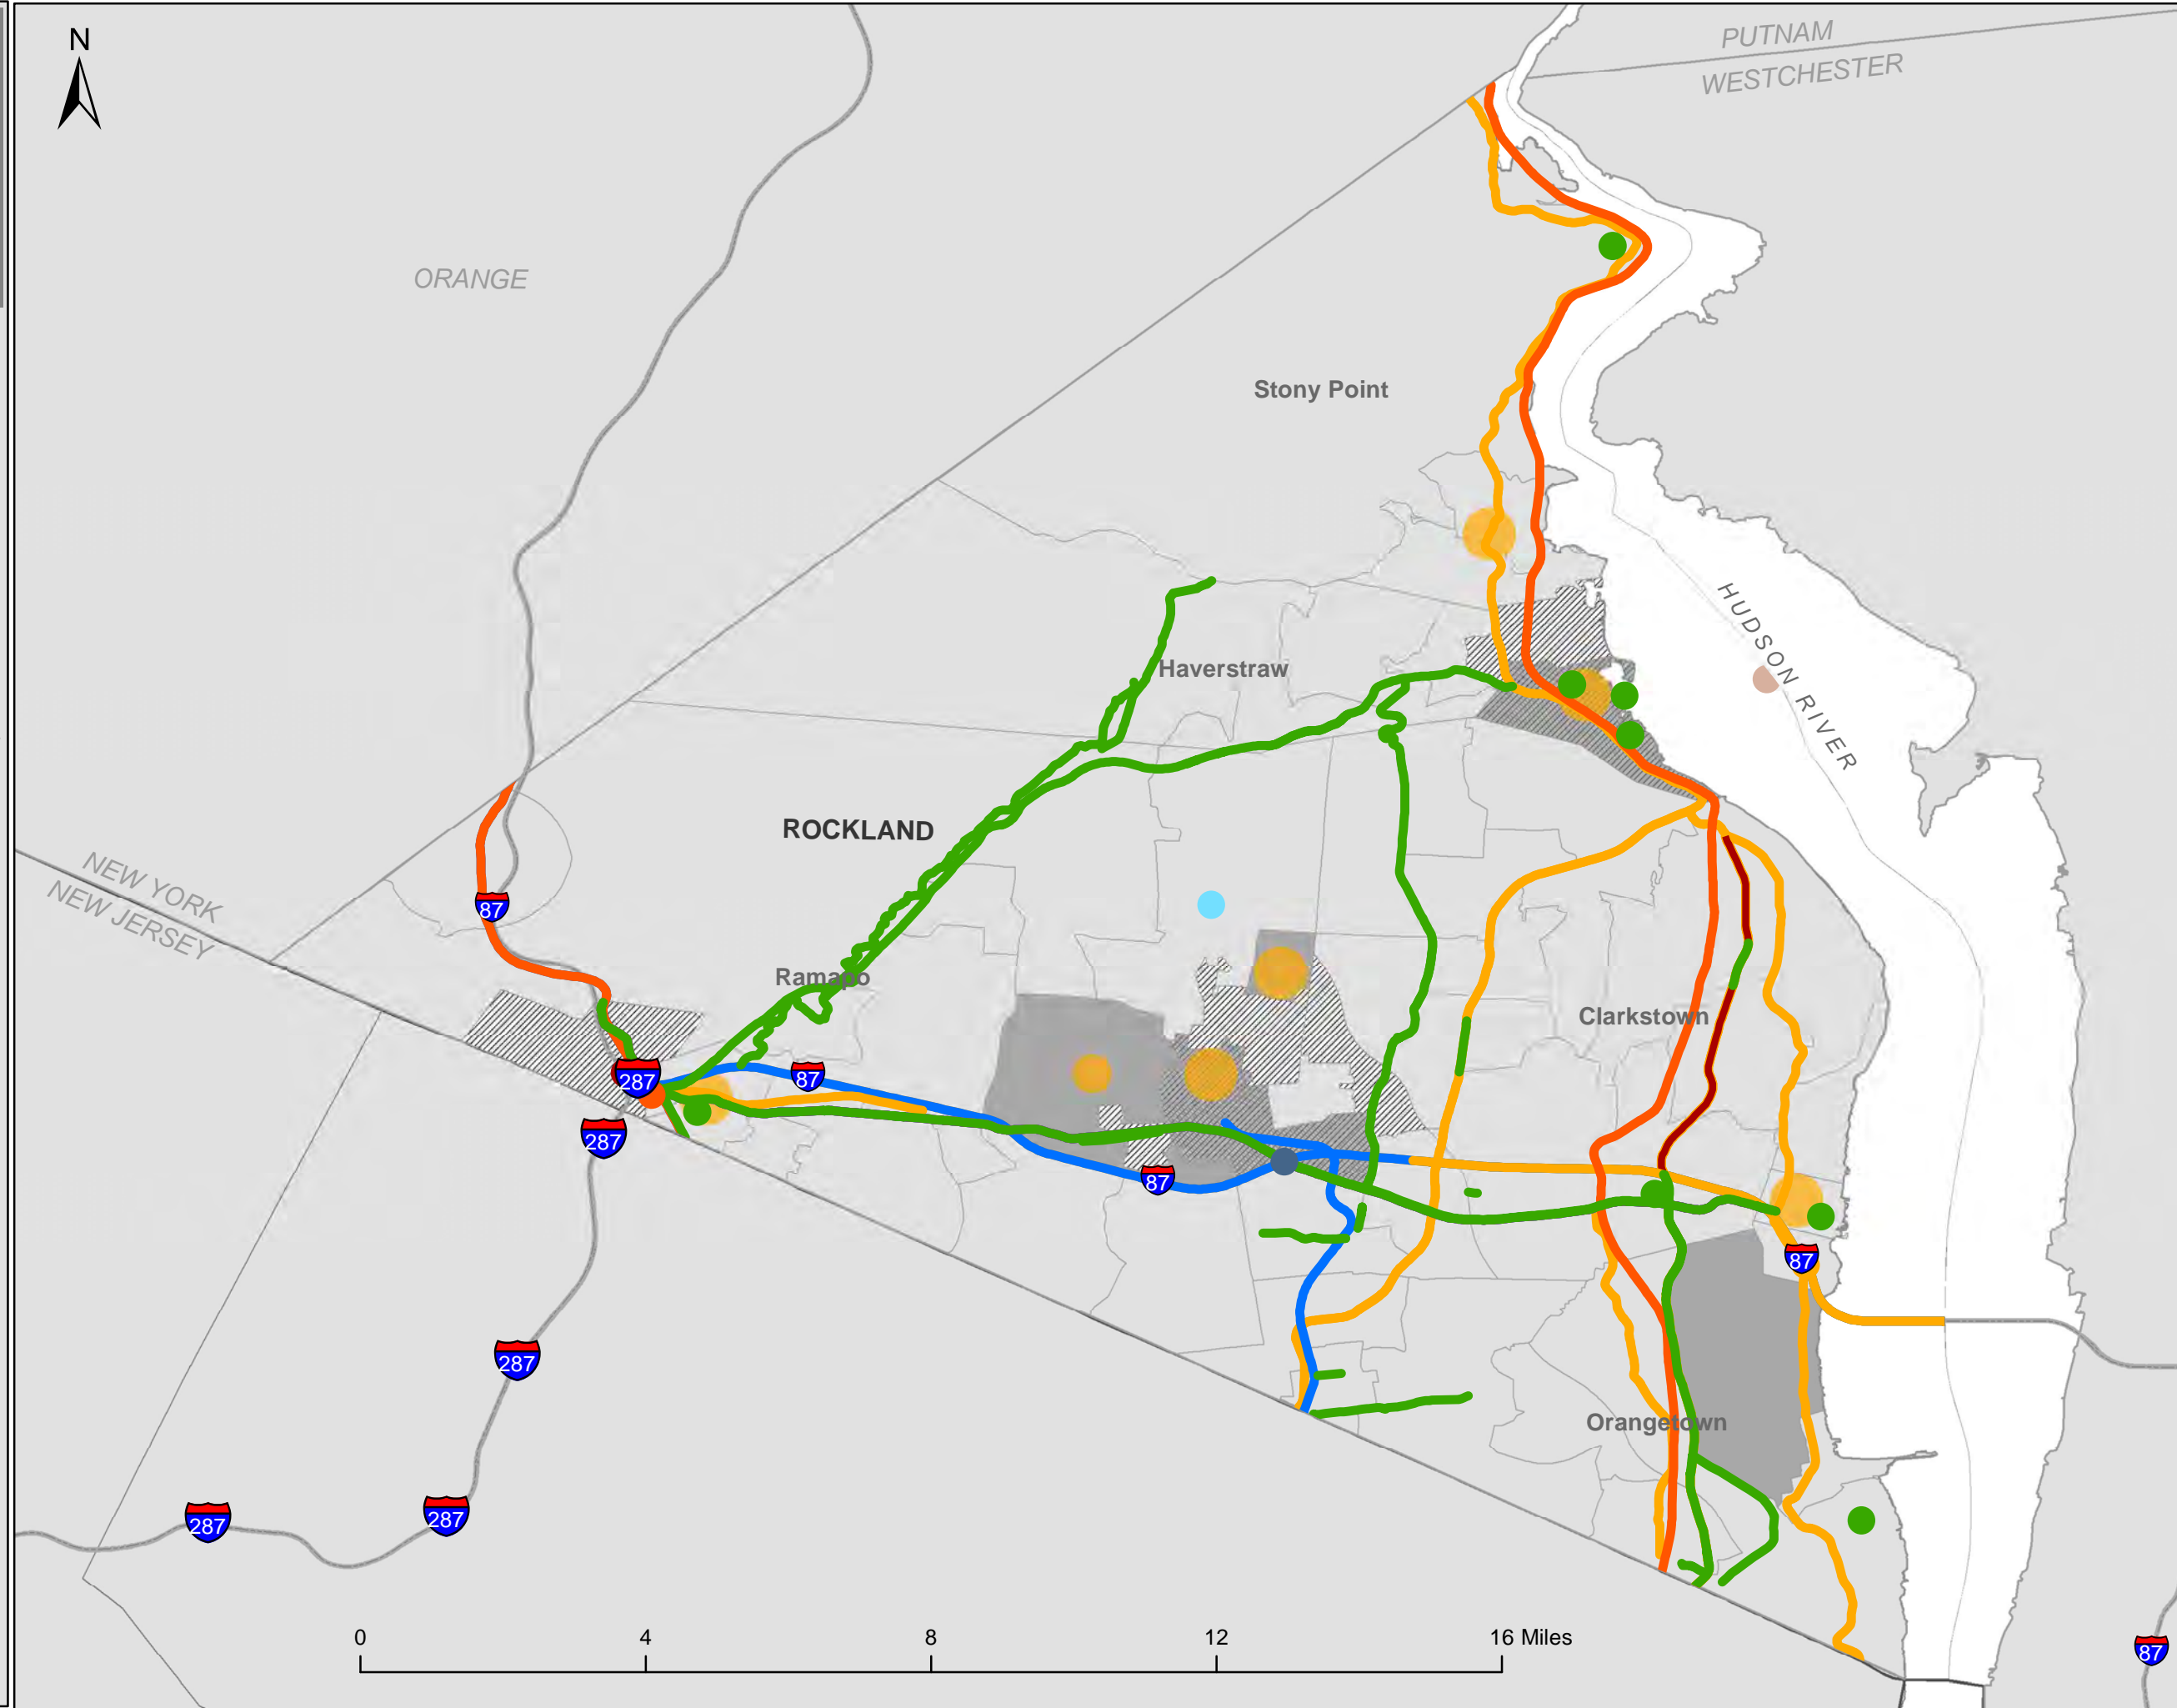 N
PUTNAM
WESTCHESTER
ORANGE
Stony Point
HUDSON RIVER
Haverstraw
ROCKLAND
NEW YORK
NEW JERSEY
87
Ramapo
Clarkstown
287
87
287
87
87
287
Orangetown
287
287
0
4
8
12
16 Miles
87